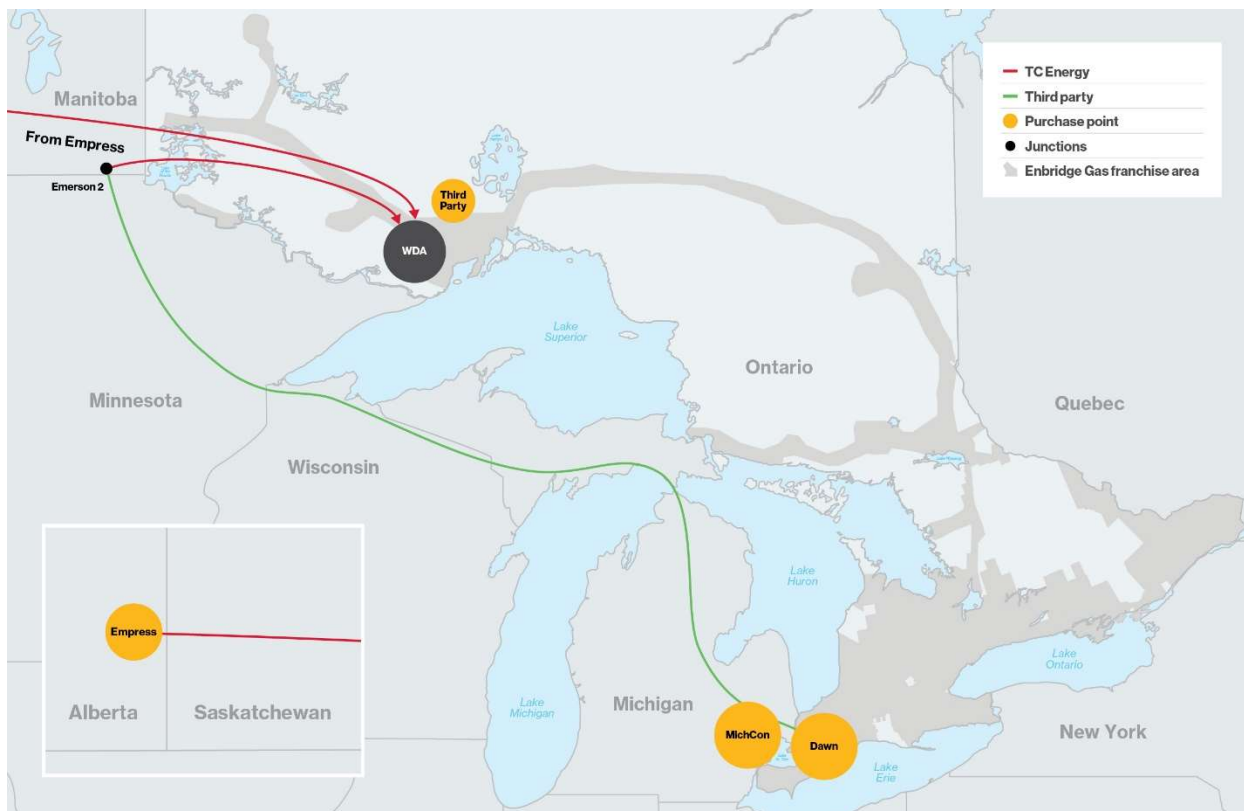 Manitoba
From Empress
Emerson 2
Third
Party
WDA
Lake
Superior
Ontario
Quebec
Minnesota
Wisconsin
Lake
Huron
Lake
Michigan
Michigan
Lake
Ontario
New York
MichCon
Dawn
Lake
Erie
Empress
Alberta
Saskatchewan
TC Energy
Third party
Purchase point
Junctions
Enbridge Gas franchise area